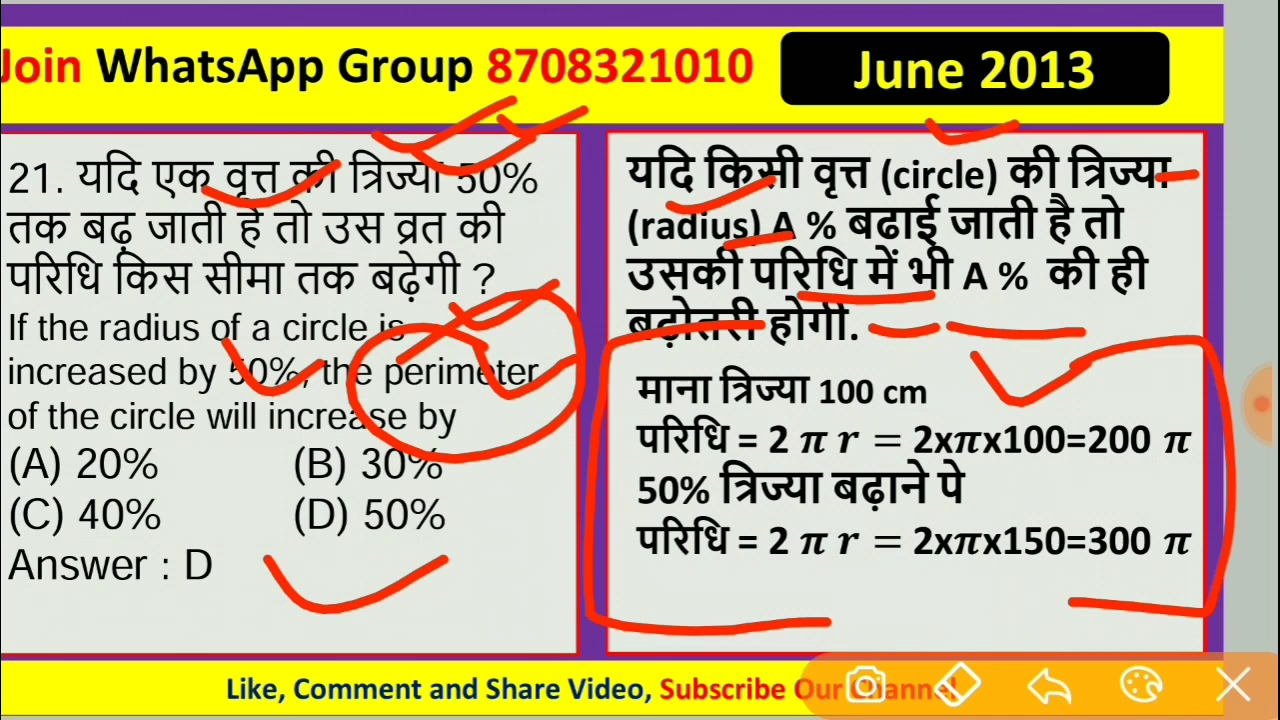 Join WhatsApp Group 8708321010
June 2013
21. यदि एक वृत्त की त्रिज्या 50%
तक बढ़ जाती है तो उस व्रत की
परिधि किस सीमा तक बढ़ेगी ?
If the radius of a circle is
increased by 50%, the perimeter
of the circle will increase by
(A) 20% (B) 30%
(C) 40% (D) 50%
Answer : D
यदि किसी वृत्त (circle) की त्रिज्या
(radius) A % बढाई जाती है तो
उसकी परिधि में भी A % की ही
बढ़ोतरी होगी.
माना त्रिज्या 100 cm
परिधि = 2 π r = 2xπx100=200 π
50% त्रिज्या बढ़ाने पे
परिधि = 2 π r = 2xπx150=300 π
Like, Comment and Share Video, Subscribe Our Channel